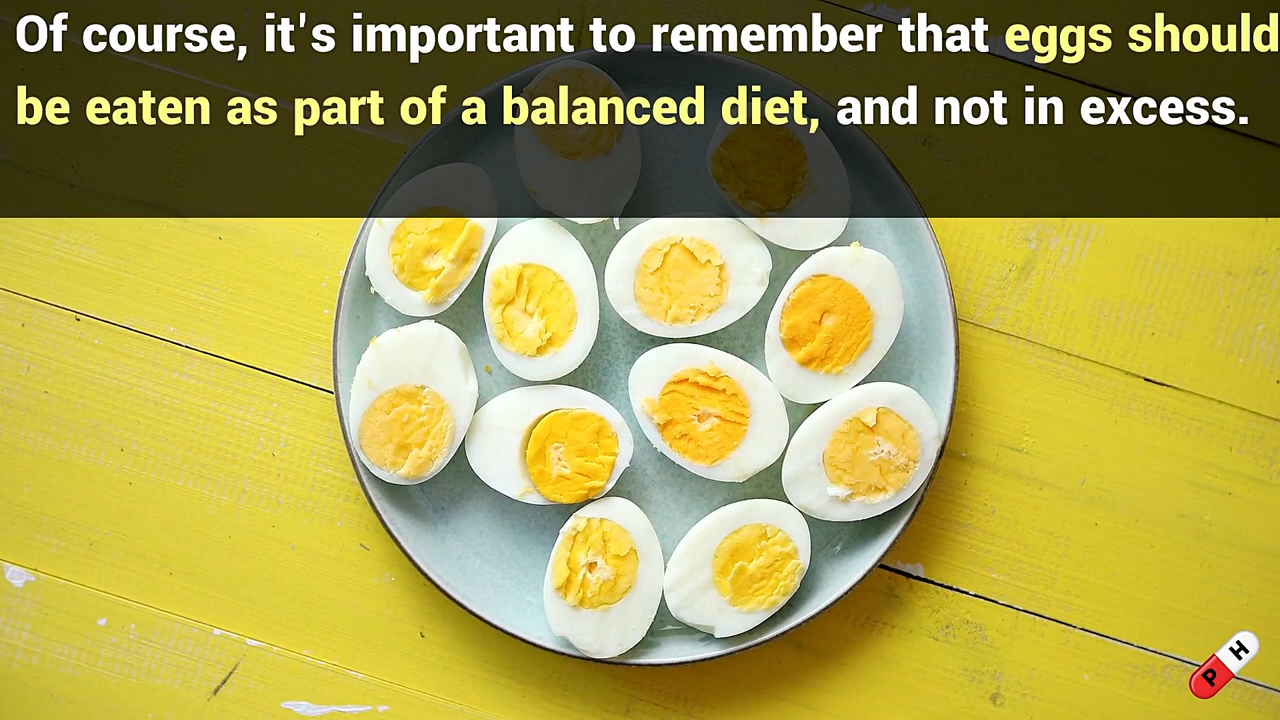 Of course, it's important to remember that eggs should
be eaten as part of a balanced diet, and not in excess.
P H